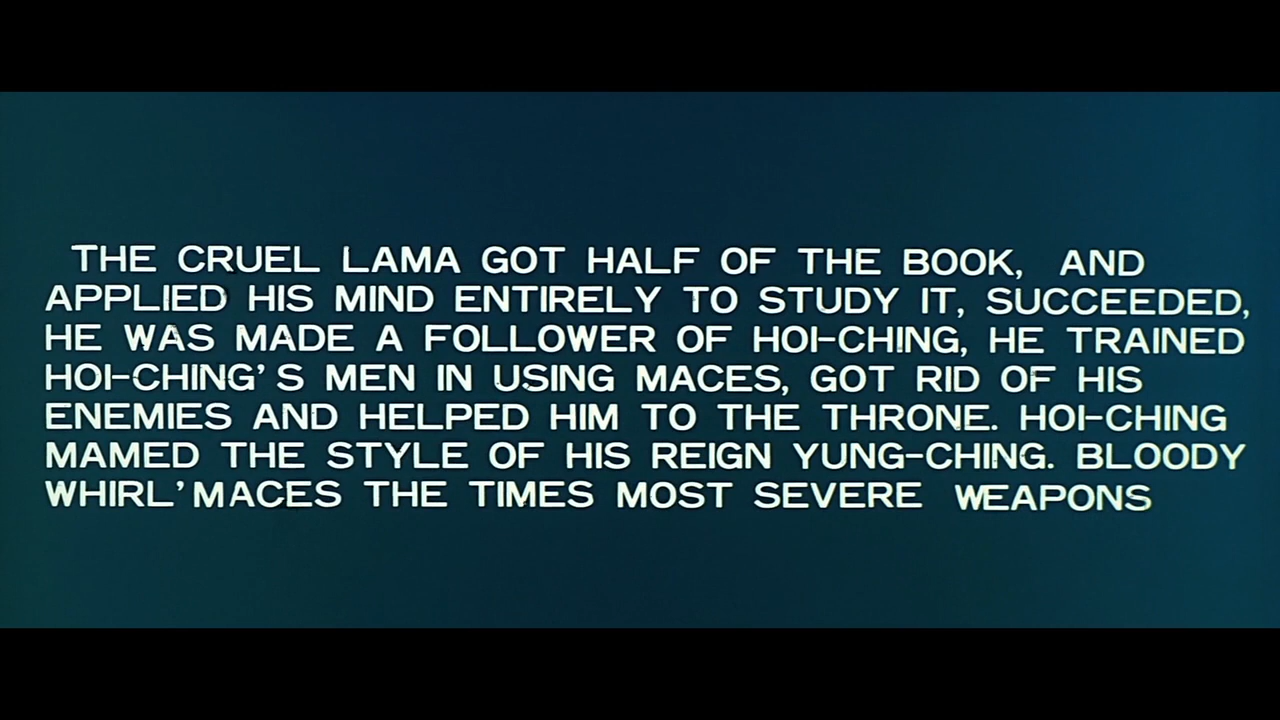 THE CRUEL LAMA GOT HALF OF THE BOOK, AND
APPLIED HIS MIND ENTIRELY TO STUDY IT, SUCCEEDED,
HE WAS MADE A FOLLOWER OF HOI-CHING, HE TRAINED
HOI-CHING'S MEN IN USING MACES, GOT RID OF HIS
ENEMIES AND HELPED HIM TO THE THRONE. HOI-CHING
MAMED THE STYLE OF HIS REIGN YUNG-CHING. BLOODY
WHIRL'MACES THE TIMES MOST SEVERE WEAPONS